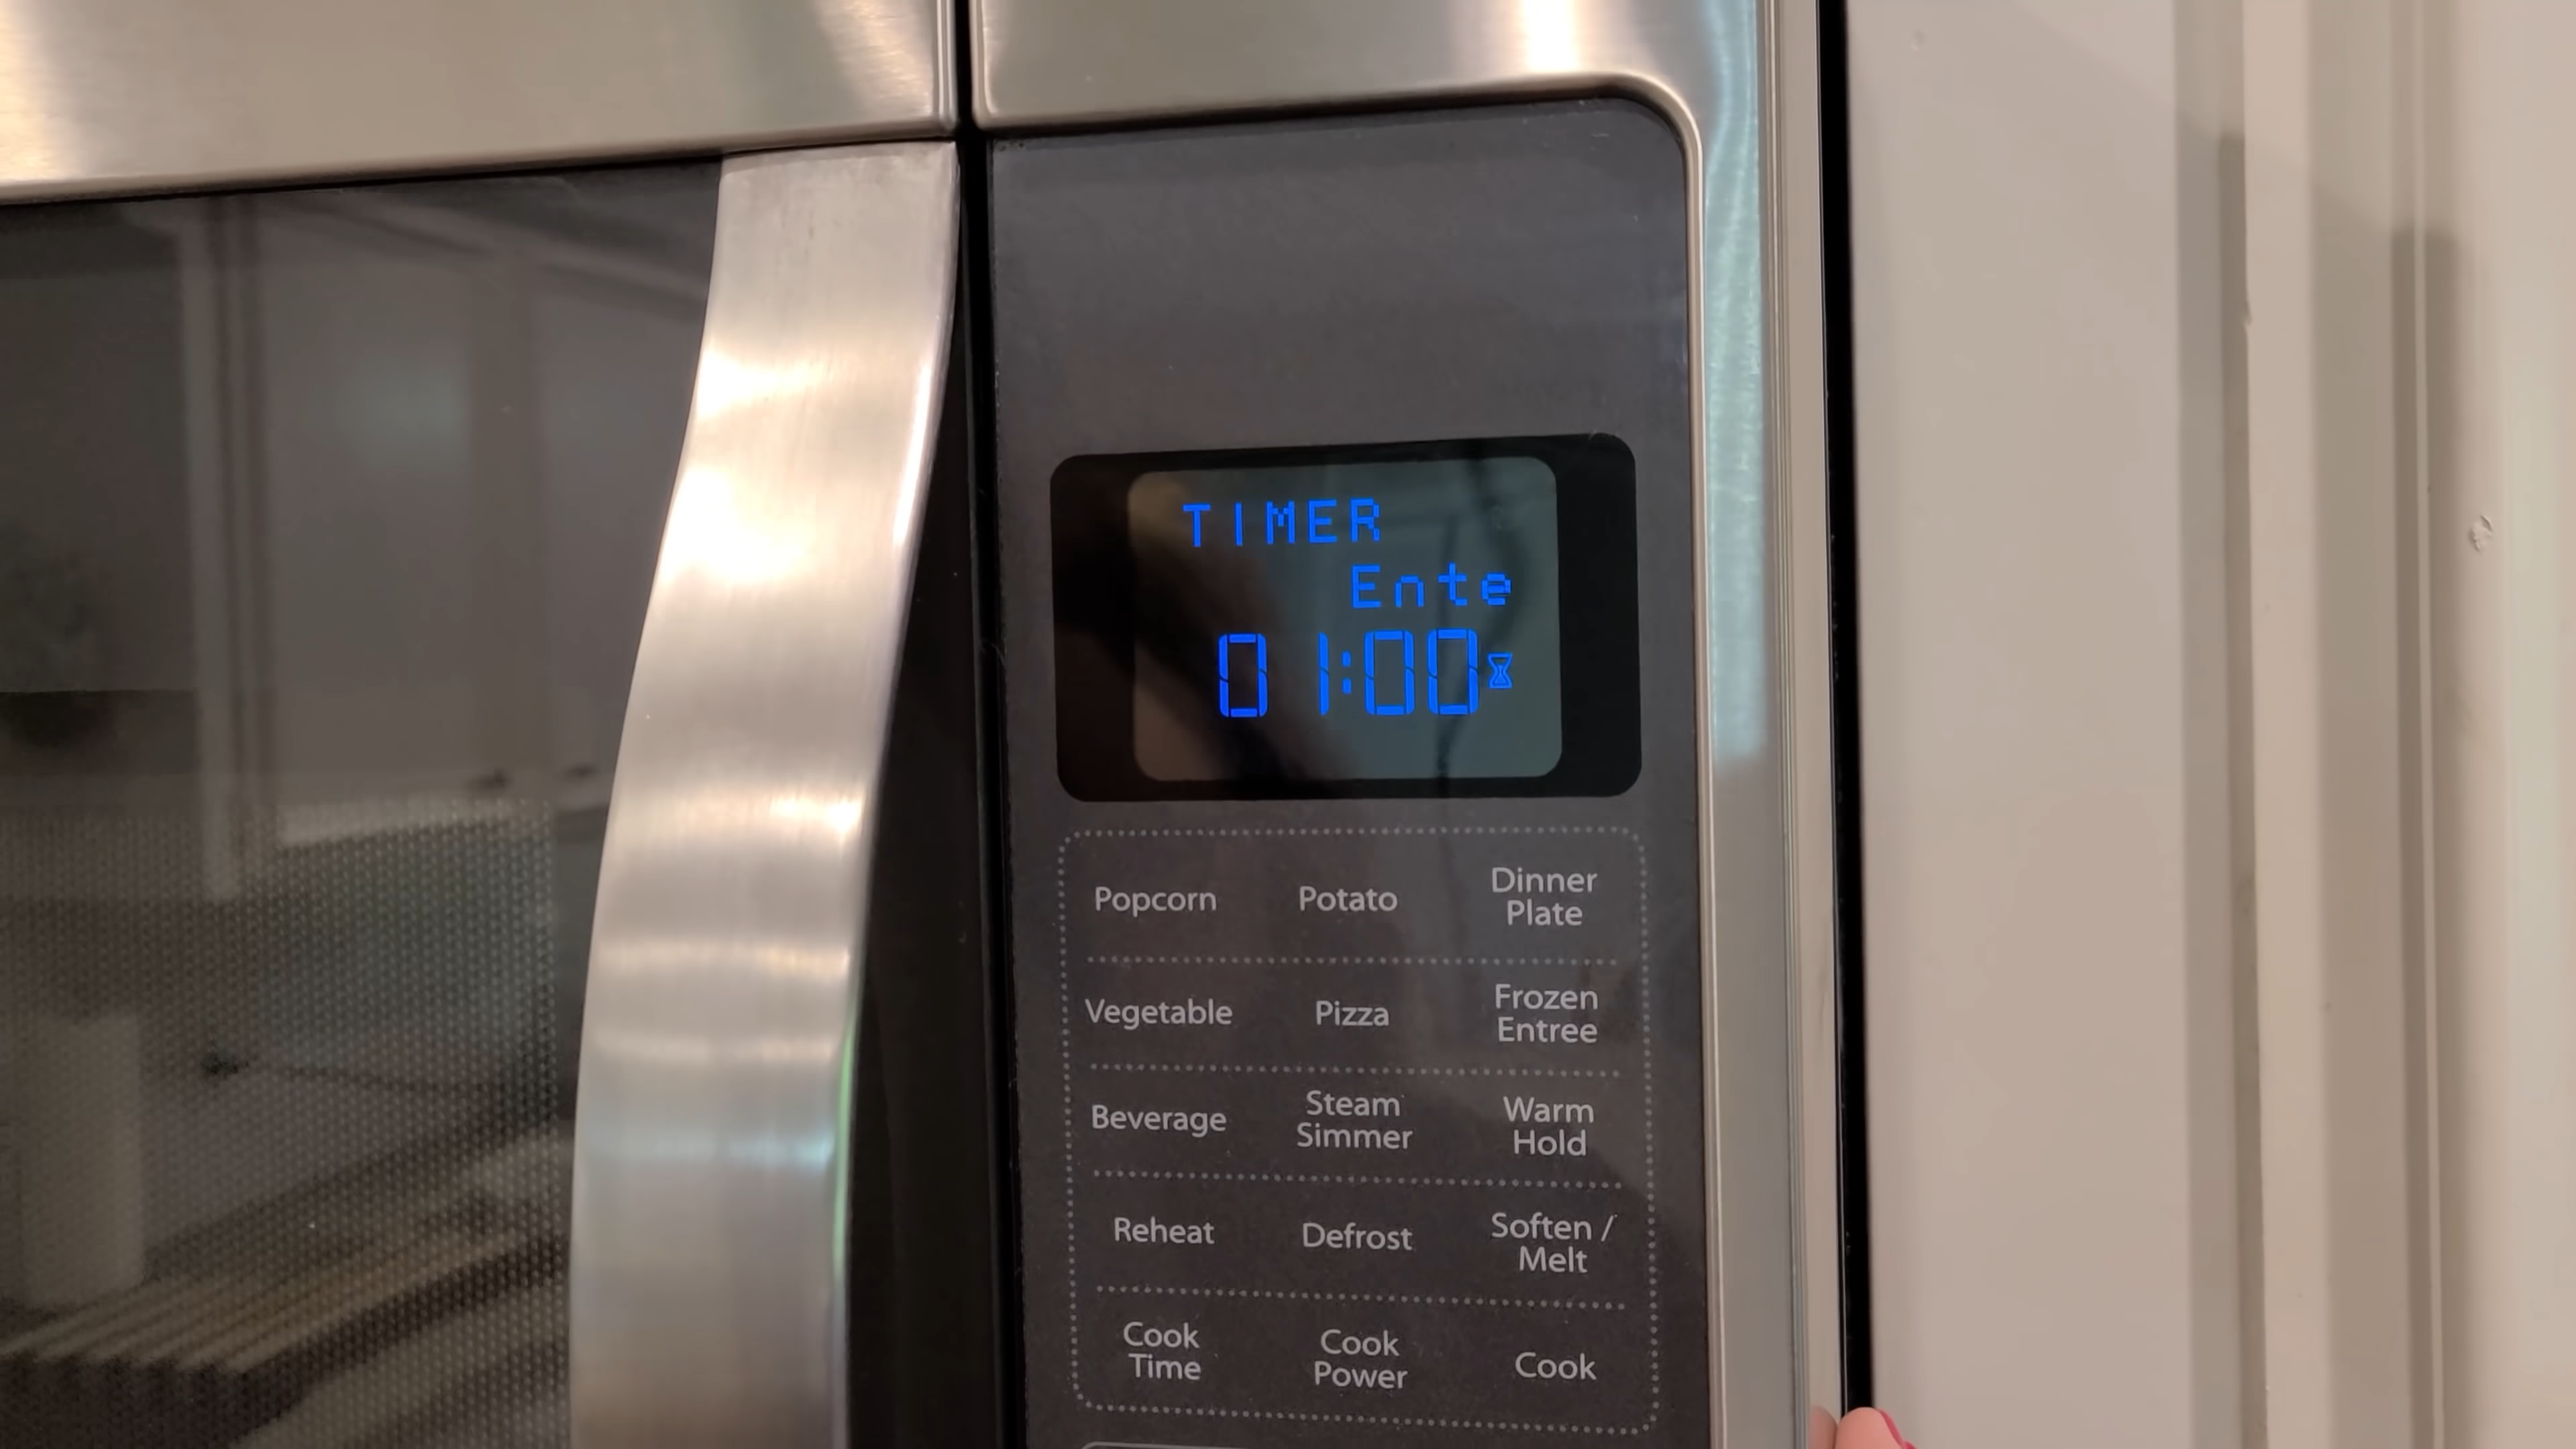 TIMER
Ente
01:00
Popcorn Potato Dinner Plate
Vegetable Pizza Frozen Entree
Beverage Steam Simmer Warm Hold
Reheat Defrost Soften / Melt
Cook Time Cook Power Cook